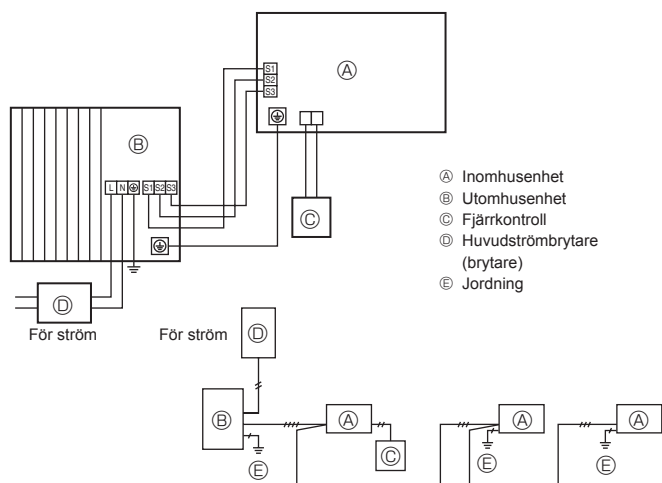 Ⓐ
S1
S2
S3
Ⓑ
L N S1 S2 S3
Ⓒ
Ⓐ Inomhusenhet
Ⓑ Utomhusenhet
Ⓒ Fjärrkontroll
Ⓓ Huvudströmbrytare
(brytare)
Ⓔ Jordning
Ⓓ
För ström
För ström
Ⓓ
Ⓑ
Ⓐ
Ⓐ
Ⓐ
Ⓒ
Ⓔ
Ⓔ
Ⓔ